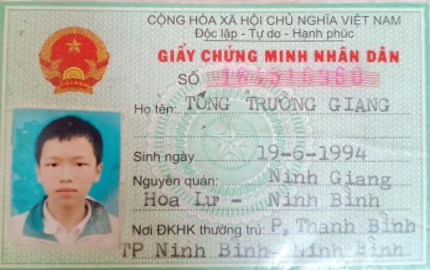 CỘNG HÒA XÃ HỘI CHỦ NGHĨA VIỆT NAM
Độc lập - Tự do - Hạnh phúc
GIẤY CHỨNG MINH NHÂN DÂN
SỐ
Họ tên: TỐNG TRƯỜNG GIANG
Sinh ngày 19-6-1994
Nguyên quán: Ninh Giang
Hoa Lư - Ninh Bình
Nơi ĐKHK thường trú: P. Thanh Bình
TP Ninh Bình - Ninh Bình